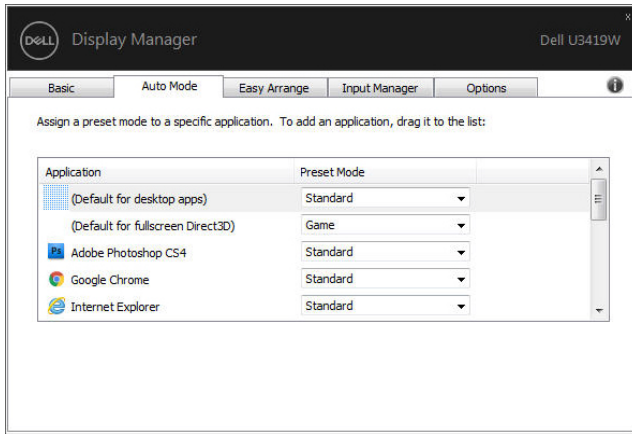 x
DELL Display Manager Dell U3419W
Basic Auto Mode Easy Arrange Input Manager Options i
Assign a preset mode to a specific application. To add an application, drag it to the list:
Application Preset Mode
(Default for desktop apps) Standard
(Default for fullscreen Direct3D) Game
Ps Adobe Photoshop CS4 Standard
Google Chrome Standard
Internet Explorer Standard